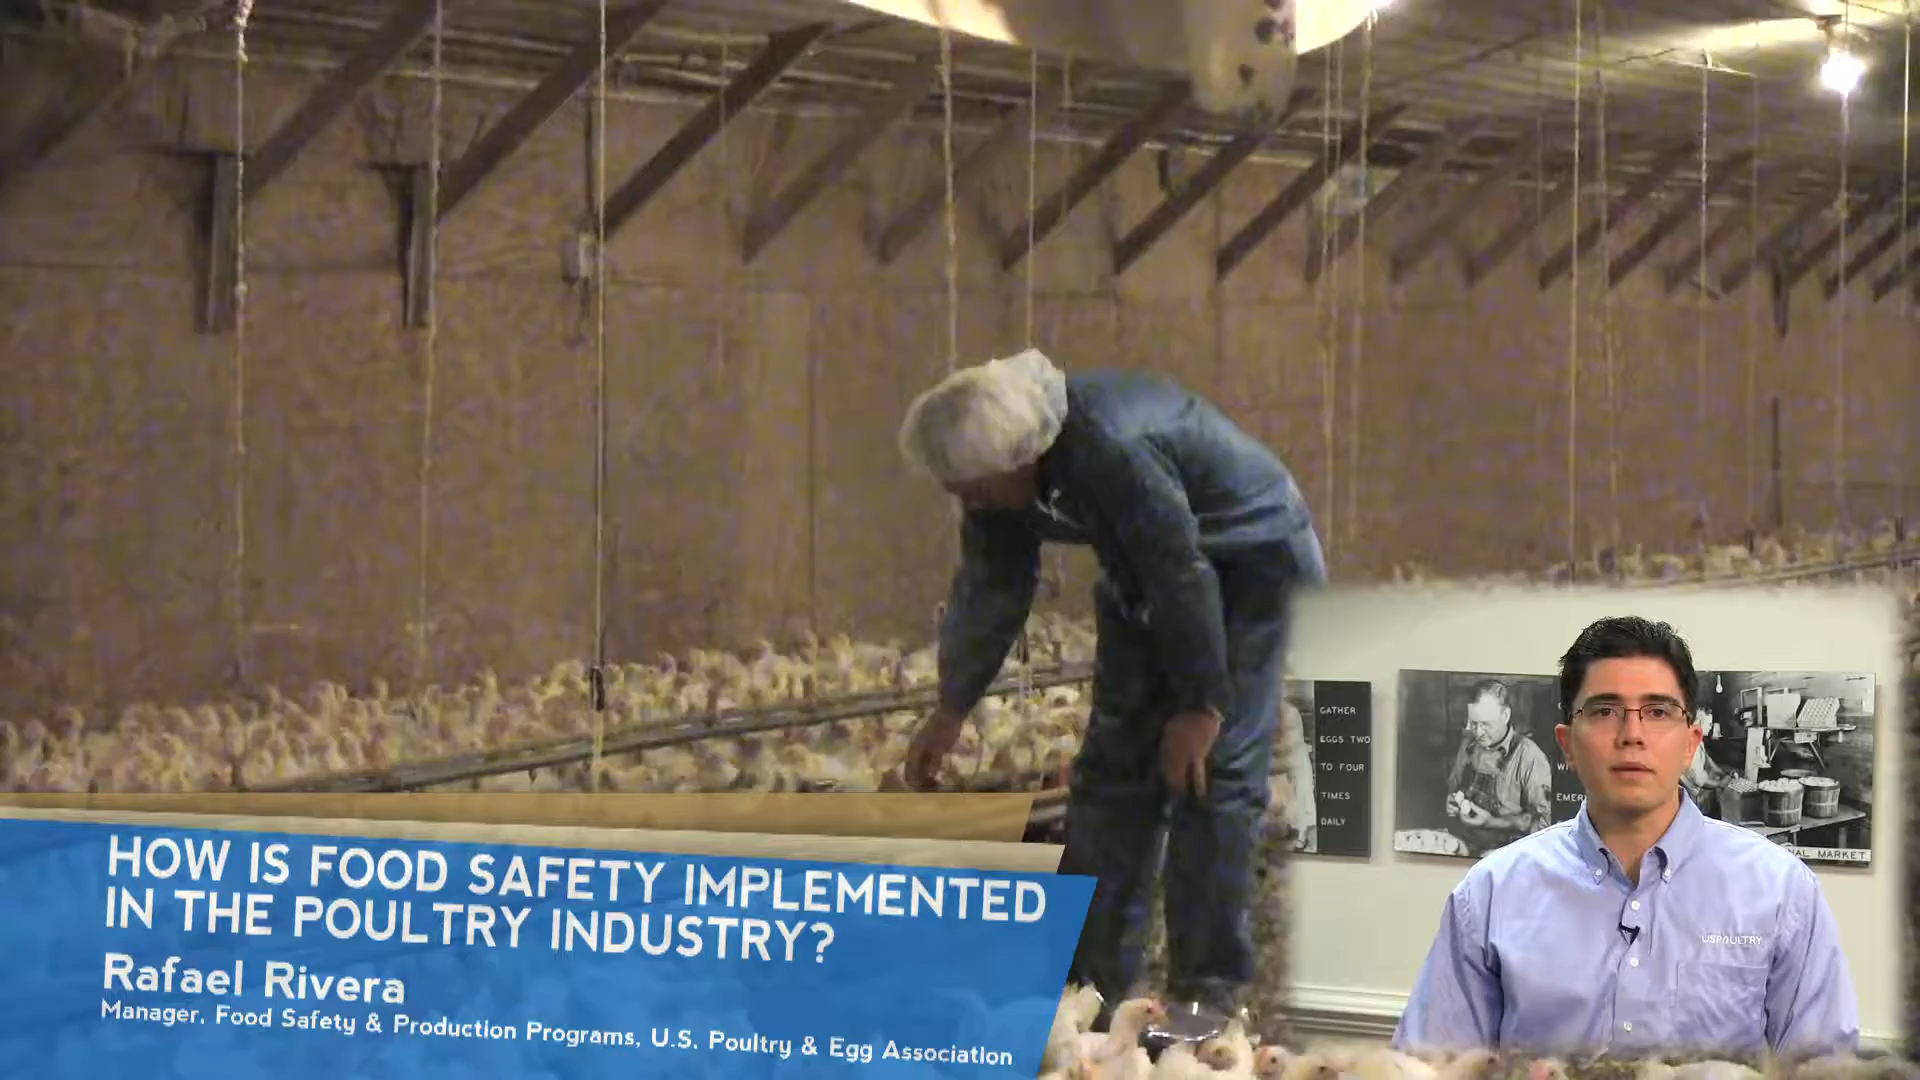 HOW IS FOOD SAFETY IMPLEMENTED
IN THE POULTRY INDUSTRY?
Rafael Rivera
Manager, Food Safety & Production Programs, U.S. Poultry & Egg Association
GATHER
EGGS TWO
TO FOUR
TIMES
DAILY
MARKET
USPOULTRY